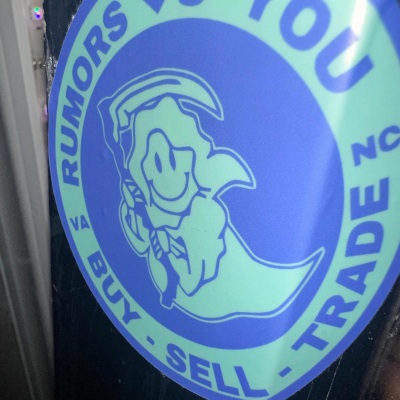 RUMORS
YOU
VA
NC
BUY - SELL - TRADE